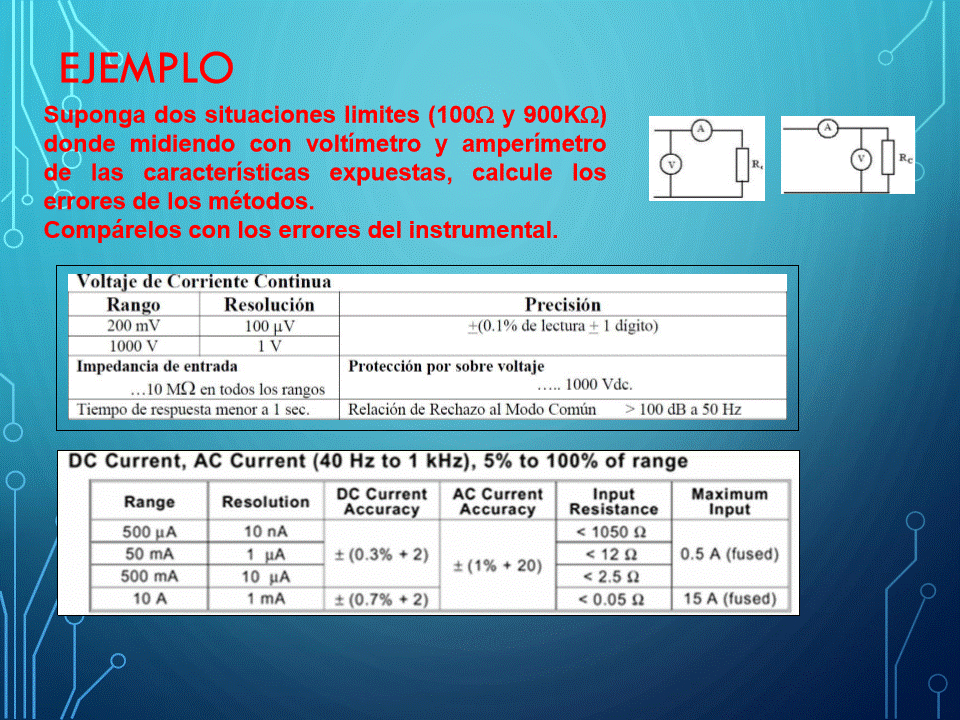 EJEMPLO
Suponga dos situaciones limites (100Ω y 900KΩ)
donde midiendo con voltímetro y amperímetro
de las características expuestas, calcule los
errores de los métodos.
Compárelos con los errores del instrumental.
A
V
R
A
V
Rc
Voltaje de Corriente Continua
Rango Resolución Precisión
200 mV 100 µV ±(0.1% de lectura ± 1 dígito)
1000 V 1 V
Impedancia de entrada Protección por sobre voltaje
…10 MΩ en todos los rangos ….. 1000 Vdc.
Tiempo de respuesta menor a 1 sec. Relación de Rechazo al Modo Común > 100 dB a 50 Hz
DC Current, AC Current (40 Hz to 1 kHz), 5% to 100% of range
Range Resolution DC Current Accuracy AC Current Accuracy Input Resistance Maximum Input
500 µA 10 nA ± (0.3% + 2) ± (1% + 20) < 1050 Ω 0.5 A (fused)
50 mA 1 µA < 12 Ω
500 mA 10 µA < 2.5 Ω
10 A 1 mA ± (0.7% + 2) < 0.05 Ω 15 A (fused)